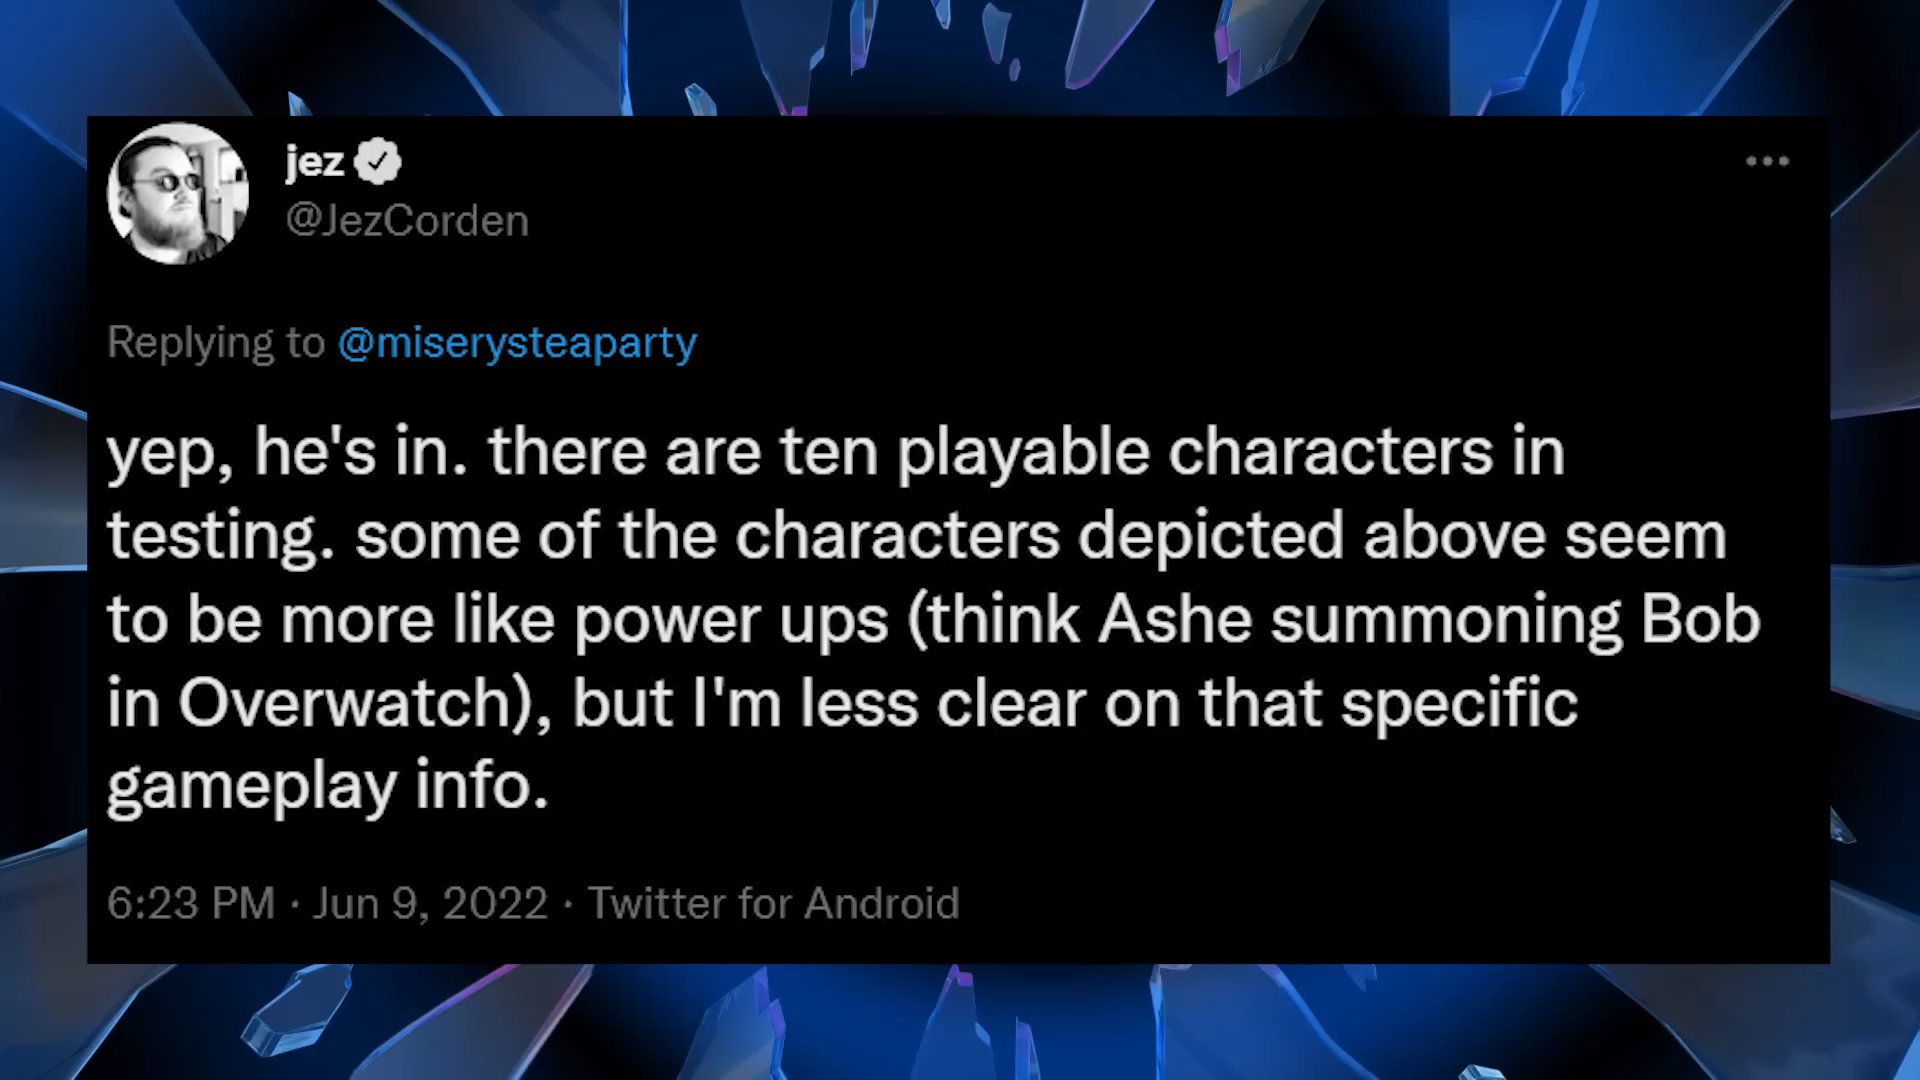 jez
@JezCorden
Replying to @miserysteaparty
yep, he's in. there are ten playable characters in
testing. some of the characters depicted above seem
to be more like power ups (think Ashe summoning Bob
in Overwatch), but I'm less clear on that specific
gameplay info.
6:23 PM · Jun 9, 2022 · Twitter for Android